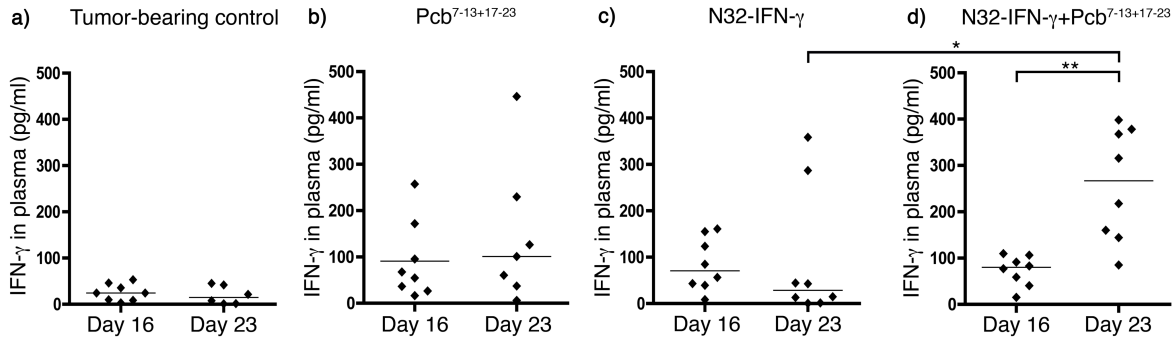 a) Tumor-bearing control
b) Pcb7-13+17-23
c) N32-IFN-γ
d) N32-IFN-γ+Pcb7-13+17-23
*
**
IFN-γ in plasma (pg/ml)
500
400
300
200
100
0
Day 16 Day 23
IFN-γ in plasma (pg/ml)
500
400
300
200
100
0
Day 16 Day 23
IFN-γ in plasma (pg/ml)
500
400
300
200
100
0
Day 16 Day 23
IFN-γ in plasma (pg/ml)
500
400
300
200
100
0
Day 16 Day 23